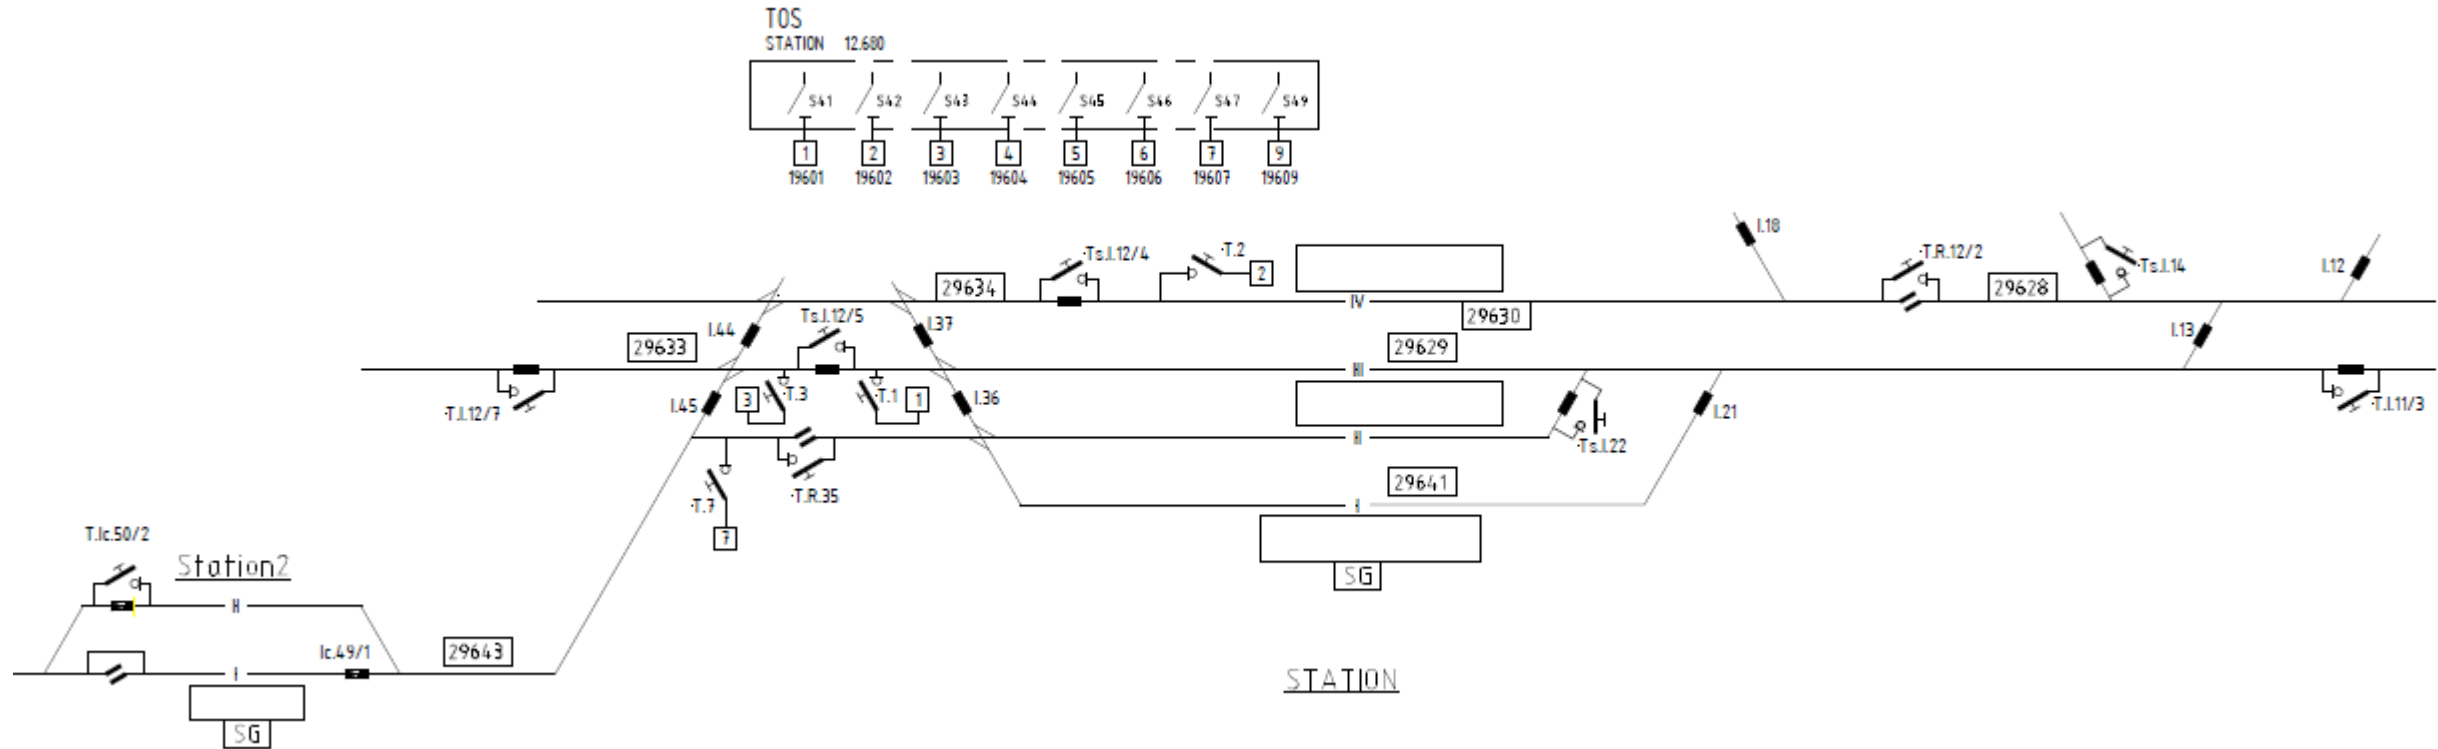 TOS
STATION 12.680
S41 S42 S43 S44 S45 S46 S47 S49
1 2 3 4 5 6 7 9
19601 19602 19603 19604 19605 19606 19607 19609
I.18
·Ts.I.12/4
·T.2
·T.R.12/2
·Ts.I.14
I.12
2
29634
29628
IV
Ts.I.12/5
29630
I.44
I.37
I.13
29633
29629
III
I.45
3
·T.3
·T.1
1
I.36
I.21
·T.I.12/7
·T.I.11/3
II
·Ts.I.22
29641
·T.R.35
·T.7
I
7
T.Ic.50/2
Station2
SG
II
Ic.49/1
29643
I
STATION
SG